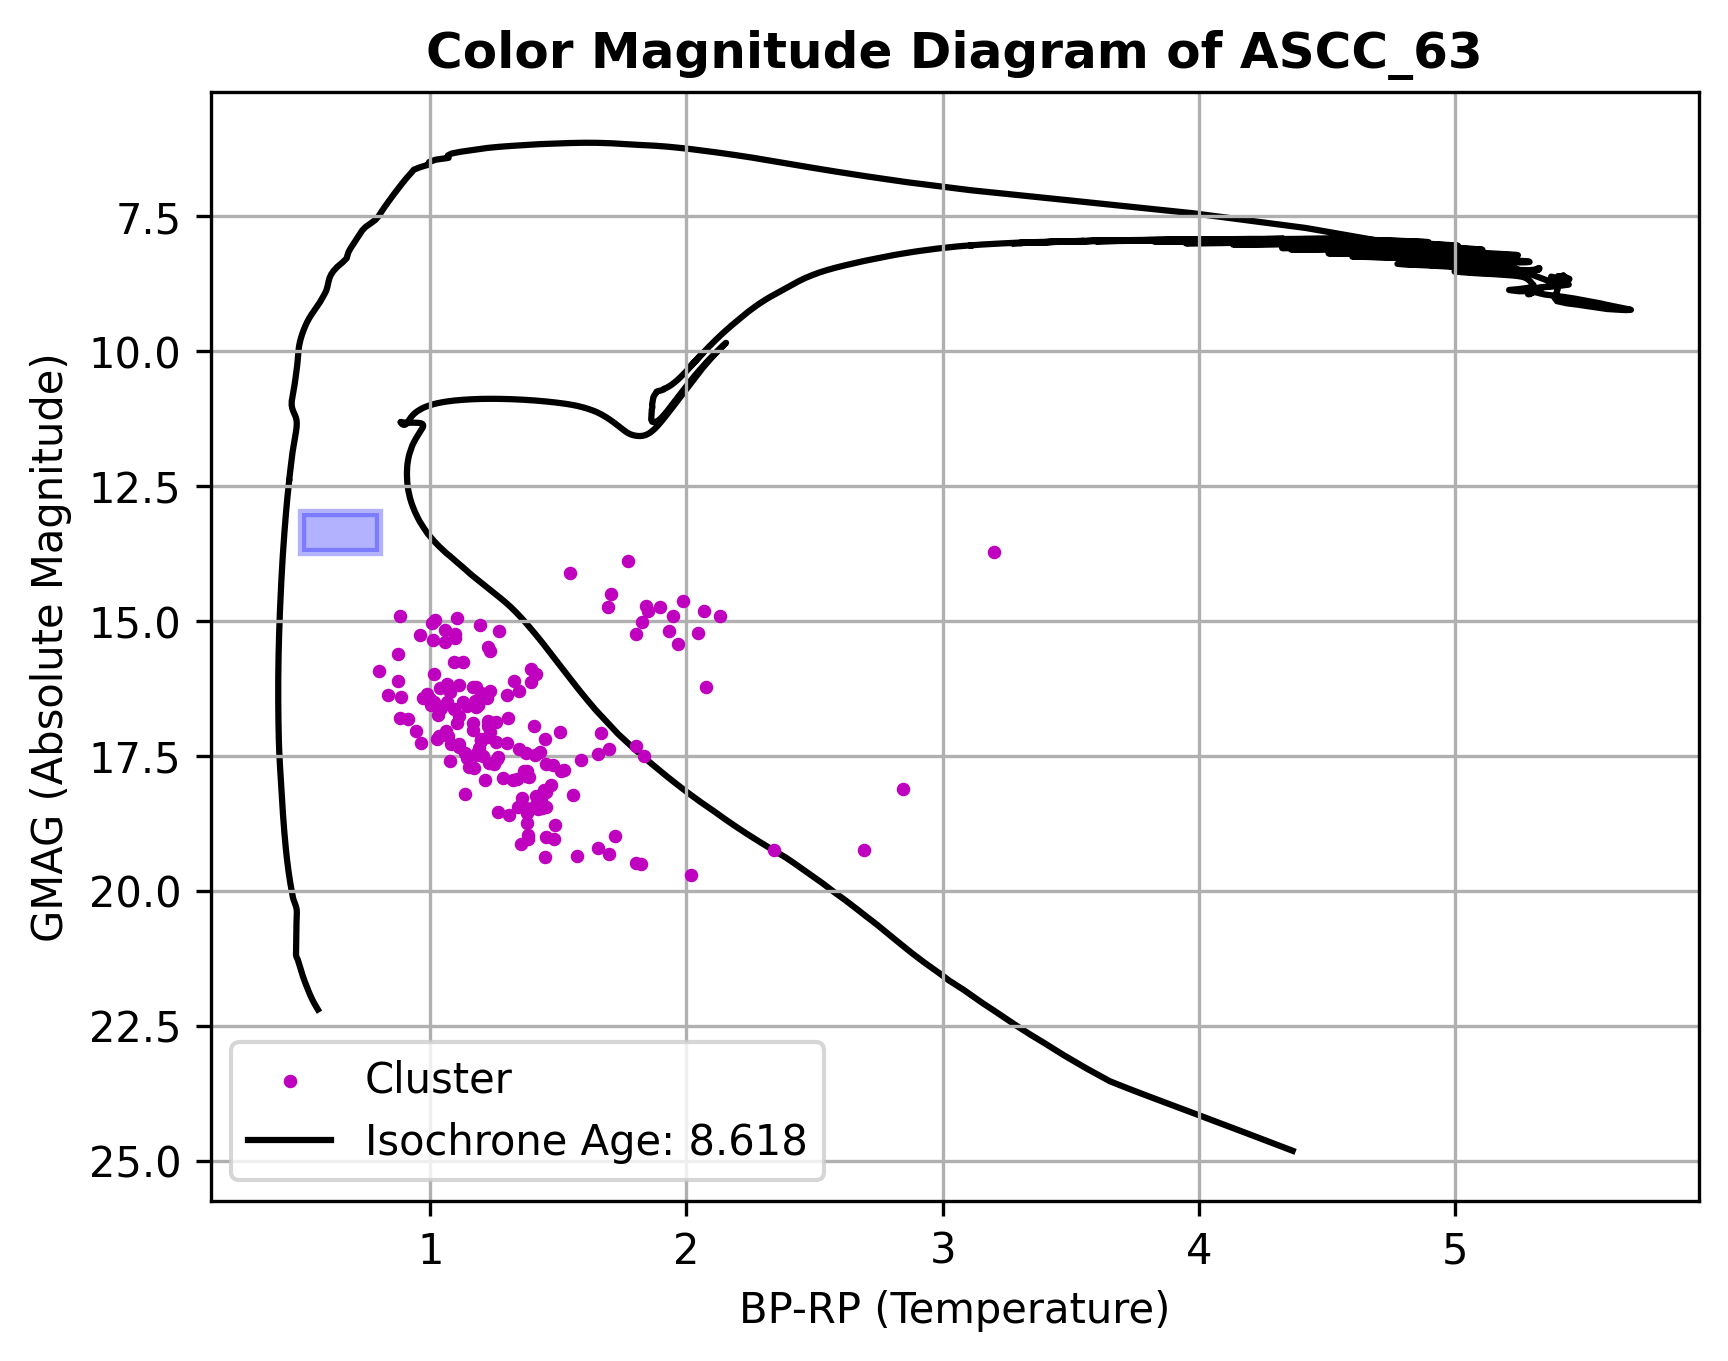 Color Magnitude Diagram of ASCC_63
GMAG (Absolute Magnitude)
7.5
10.0
12.5
15.0
17.5
20.0
22.5
25.0
Cluster
Isochrone Age: 8.618
1 2 3 4 5
BP-RP (Temperature)